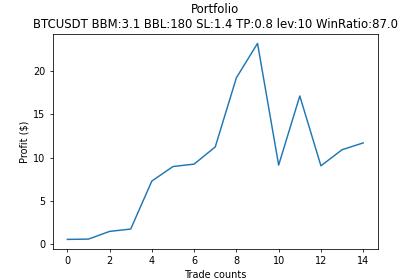 Portfolio
BTCUSDT BBM:3.1 BBL:180 SL:1.4 TP:0.8 lev:10 WinRatio:87.0
Profit ($)
20
15
10
5
0
0 2 4 6 8 10 12 14
Trade counts